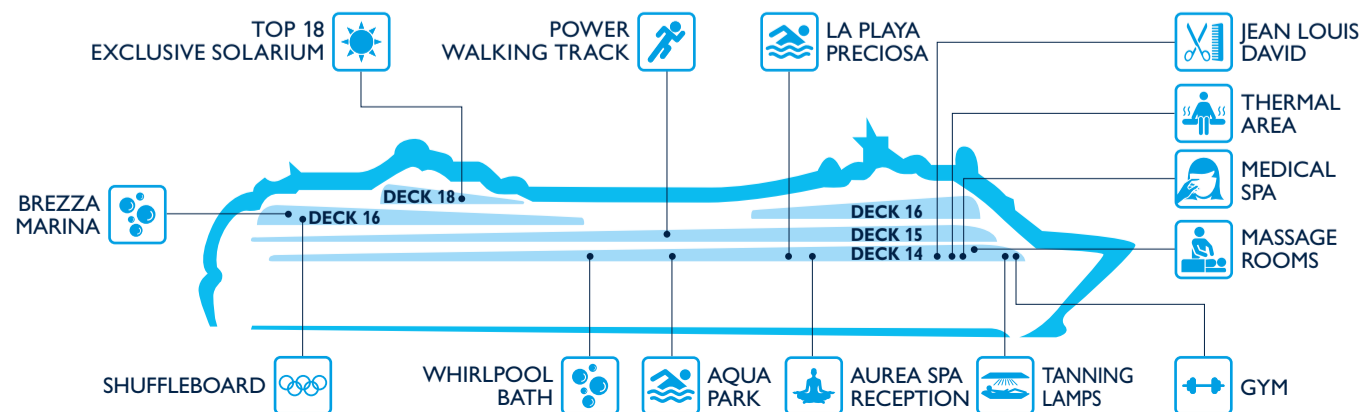 TOP 18
EXCLUSIVE SOLARIUM
POWER
WALKING TRACK
LA PLAYA
PRECIOSA
JEAN LOUIS
DAVID
THERMAL
AREA
MEDICAL
SPA
MASSAGE
ROOMS
BREZZA
MARINA
DECK 18
DECK 16
DECK 16
DECK 15
DECK 14
SHUFFLEBOARD
WHIRLPOOL
BATH
AQUA
PARK
AUREA SPA
RECEPTION
TANNING
LAMPS
GYM